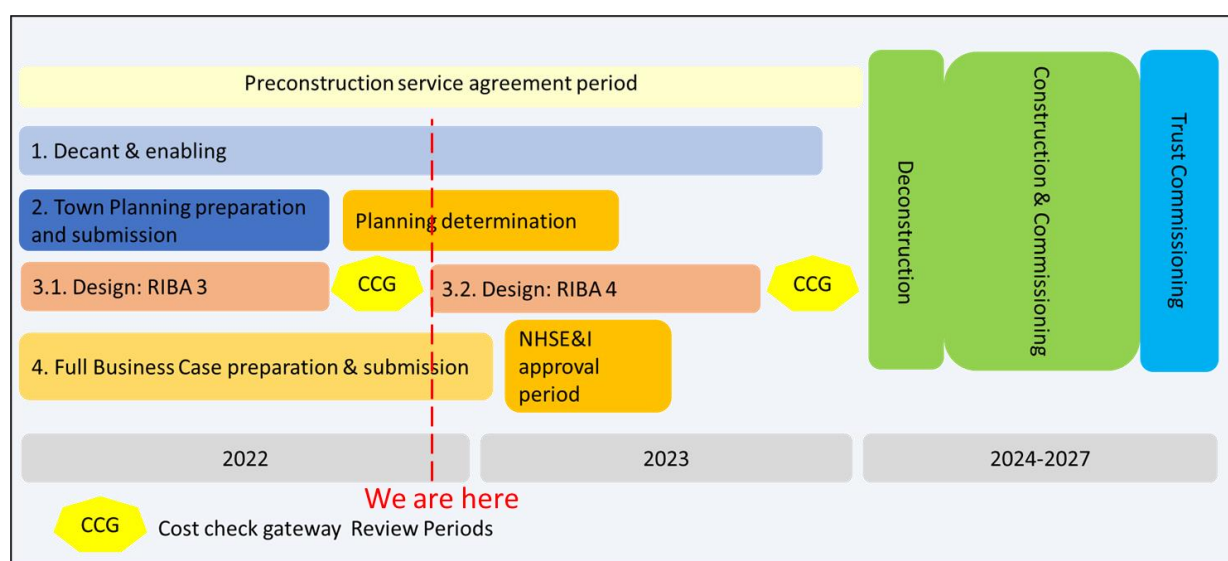 Preconstruction service agreement period
1. Decant & enabling
2. Town Planning preparation
and submission
Planning determination
3.1. Design: RIBA 3
CCG
3.2. Design: RIBA 4
CCG
4. Full Business Case preparation & submission
NHSE&I
approval
period
Deconstruction
Construction & Commissioning
Trust Commissioning
2022
2023
2024-2027
We are here
CCG
Cost check gateway Review Periods